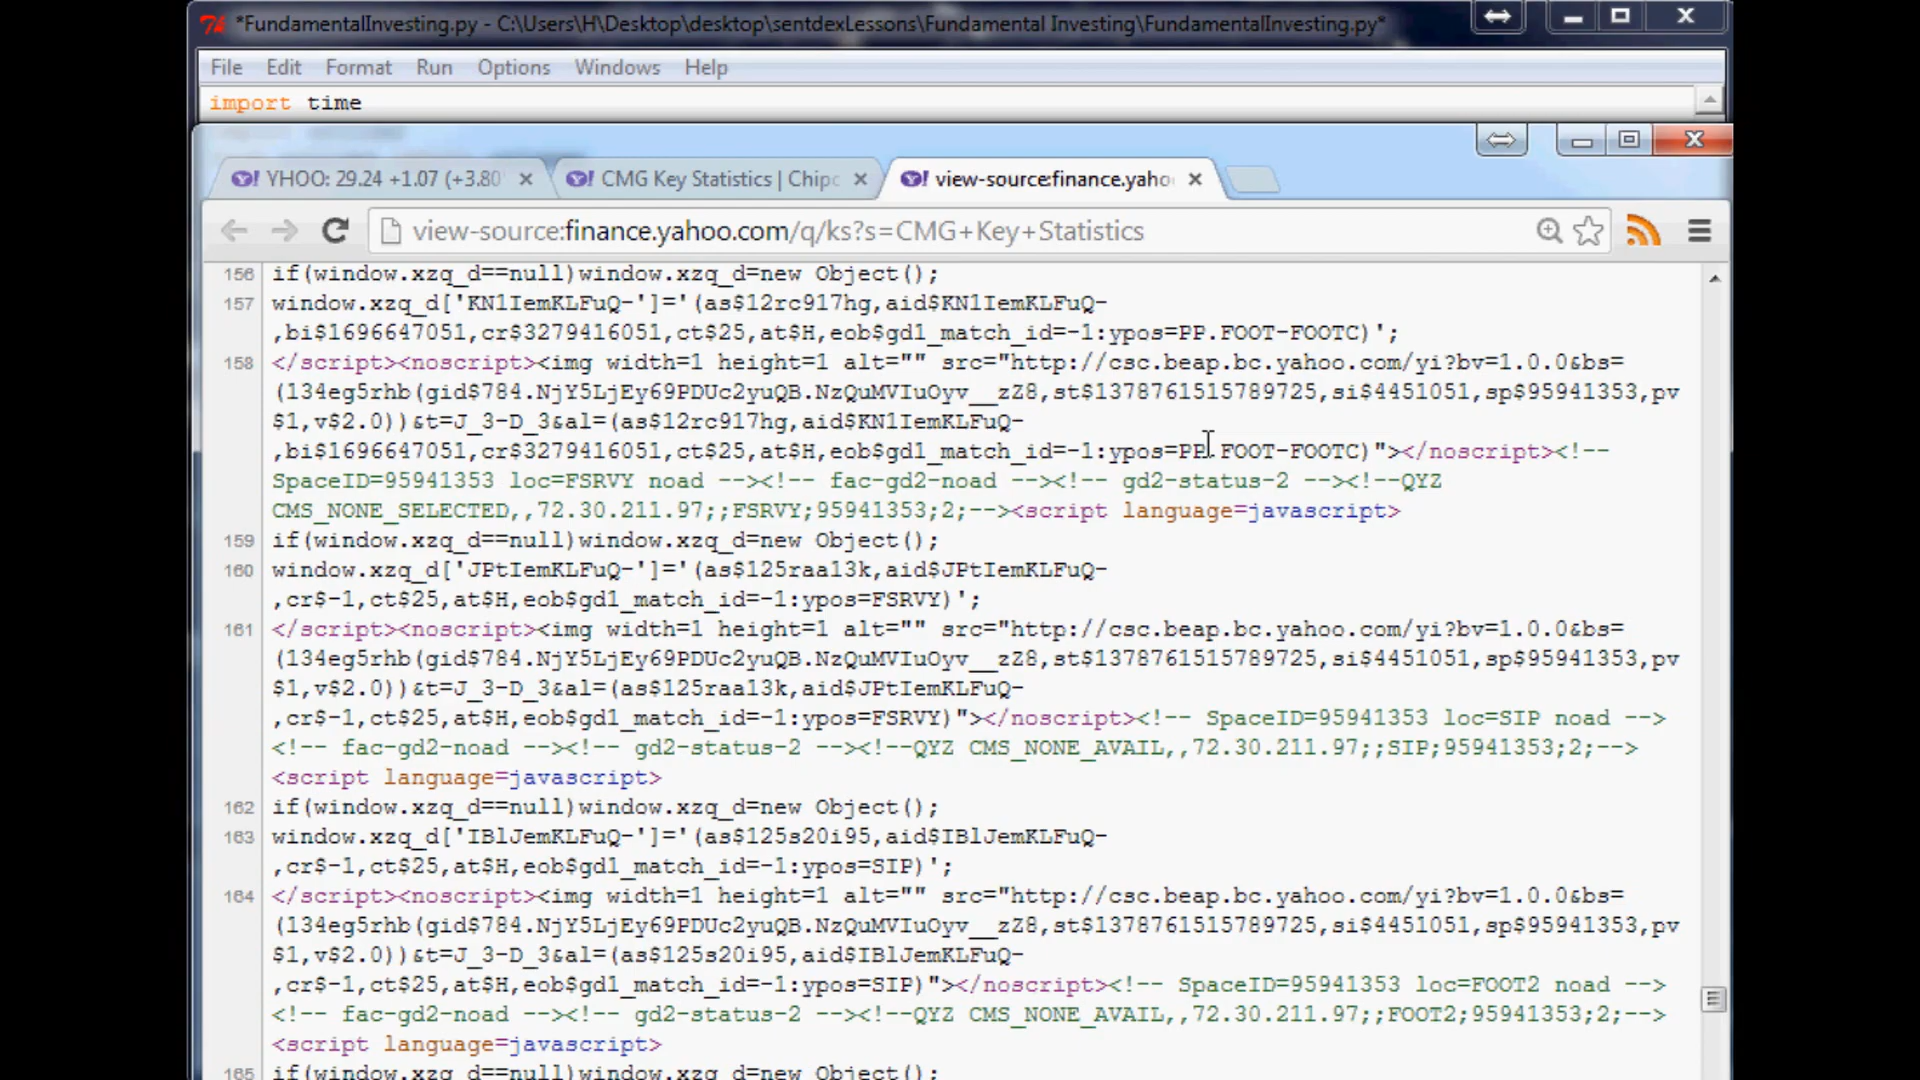 *FundamentalInvesting.py - C:\Users\H\Desktop\desktop\sentdexLessons\Fundamental Investing\FundamentalInvesting.py*
File Edit Format Run Options Windows Help
import time
YHOO: 29.24 +1.07 (+3.80 CMG Key Statistics | Chipc view-source:finance.yaho
view-source:finance.yahoo.com/q/ks?s=CMG+Key+Statistics
156 if(window.xzq_d==null)window.xzq_d=new Object();
157 window.xzq_d['KN1IemKLFuQ-']='(as$12rc917hg,aid$KN1IemKLFuQ-
,bi$1696647051,cr$3279416051,ct$25,at$H,eob$gd1_match_id=-1:ypos=PP.FOOT-FOOTC)';
158 </script><noscript><img width=1 height=1 alt="" src="http://csc.beap.bc.yahoo.com/yi?bv=1.0.0&bs=
(134eg5rhb(gid$784.NjY5LjEy69PDUc2yuQB.NzQuMVIuOyv__zZ8,st$1378761515789725,si$4451051,sp$95941353,pv
$1,v$2.0))&t=J_3-D_3&al=(as$12rc917hg,aid$KN1IemKLFuQ-
,bi$1696647051,cr$3279416051,ct$25,at$H,eob$gd1_match_id=-1:ypos=PP.FOOT-FOOTC)"></noscript><!--
SpaceID=95941353 loc=FSRVY noad --><!-- fac-gd2-noad --><!-- gd2-status-2 --><!--QYZ
CMS_NONE_SELECTED,,72.30.211.97;;FSRVY;95941353;2;--><script language=javascript>
159 if(window.xzq_d==null)window.xzq_d=new Object();
160 window.xzq_d['JPtIemKLFuQ-']='(as$125raa13k,aid$JPtIemKLFuQ-
,cr$-1,ct$25,at$H,eob$gd1_match_id=-1:ypos=FSRVY)';
161 </script><noscript><img width=1 height=1 alt="" src="http://csc.beap.bc.yahoo.com/yi?bv=1.0.0&bs=
(134eg5rhb(gid$784.NjY5LjEy69PDUc2yuQB.NzQuMVIuOyv__zZ8,st$1378761515789725,si$4451051,sp$95941353,pv
$1,v$2.0))&t=J_3-D_3&al=(as$125raa13k,aid$JPtIemKLFuQ-
,cr$-1,ct$25,at$H,eob$gd1_match_id=-1:ypos=FSRVY)"></noscript><!-- SpaceID=95941353 loc=SIP noad -->
<!-- fac-gd2-noad --><!-- gd2-status-2 --><!--QYZ CMS_NONE_AVAIL,,72.30.211.97;;SIP;95941353;2;-->
<script language=javascript>
162 if(window.xzq_d==null)window.xzq_d=new Object();
163 window.xzq_d['IBlJemKLFuQ-']='(as$125s20i95,aid$IBlJemKLFuQ-
,cr$-1,ct$25,at$H,eob$gd1_match_id=-1:ypos=SIP)';
164 </script><noscript><img width=1 height=1 alt="" src="http://csc.beap.bc.yahoo.com/yi?bv=1.0.0&bs=
(134eg5rhb(gid$784.NjY5LjEy69PDUc2yuQB.NzQuMVIuOyv__zZ8,st$1378761515789725,si$4451051,sp$95941353,pv
$1,v$2.0))&t=J_3-D_3&al=(as$125s20i95,aid$IBlJemKLFuQ-
,cr$-1,ct$25,at$H,eob$gd1_match_id=-1:ypos=SIP)"></noscript><!-- SpaceID=95941353 loc=FOOT2 noad -->
<!-- fac-gd2-noad --><!-- gd2-status-2 --><!--QYZ CMS_NONE_AVAIL,,72.30.211.97;;FOOT2;95941353;2;-->
<script language=javascript>
165 if(window.xzq_d==null)window.xzq_d=new Object();